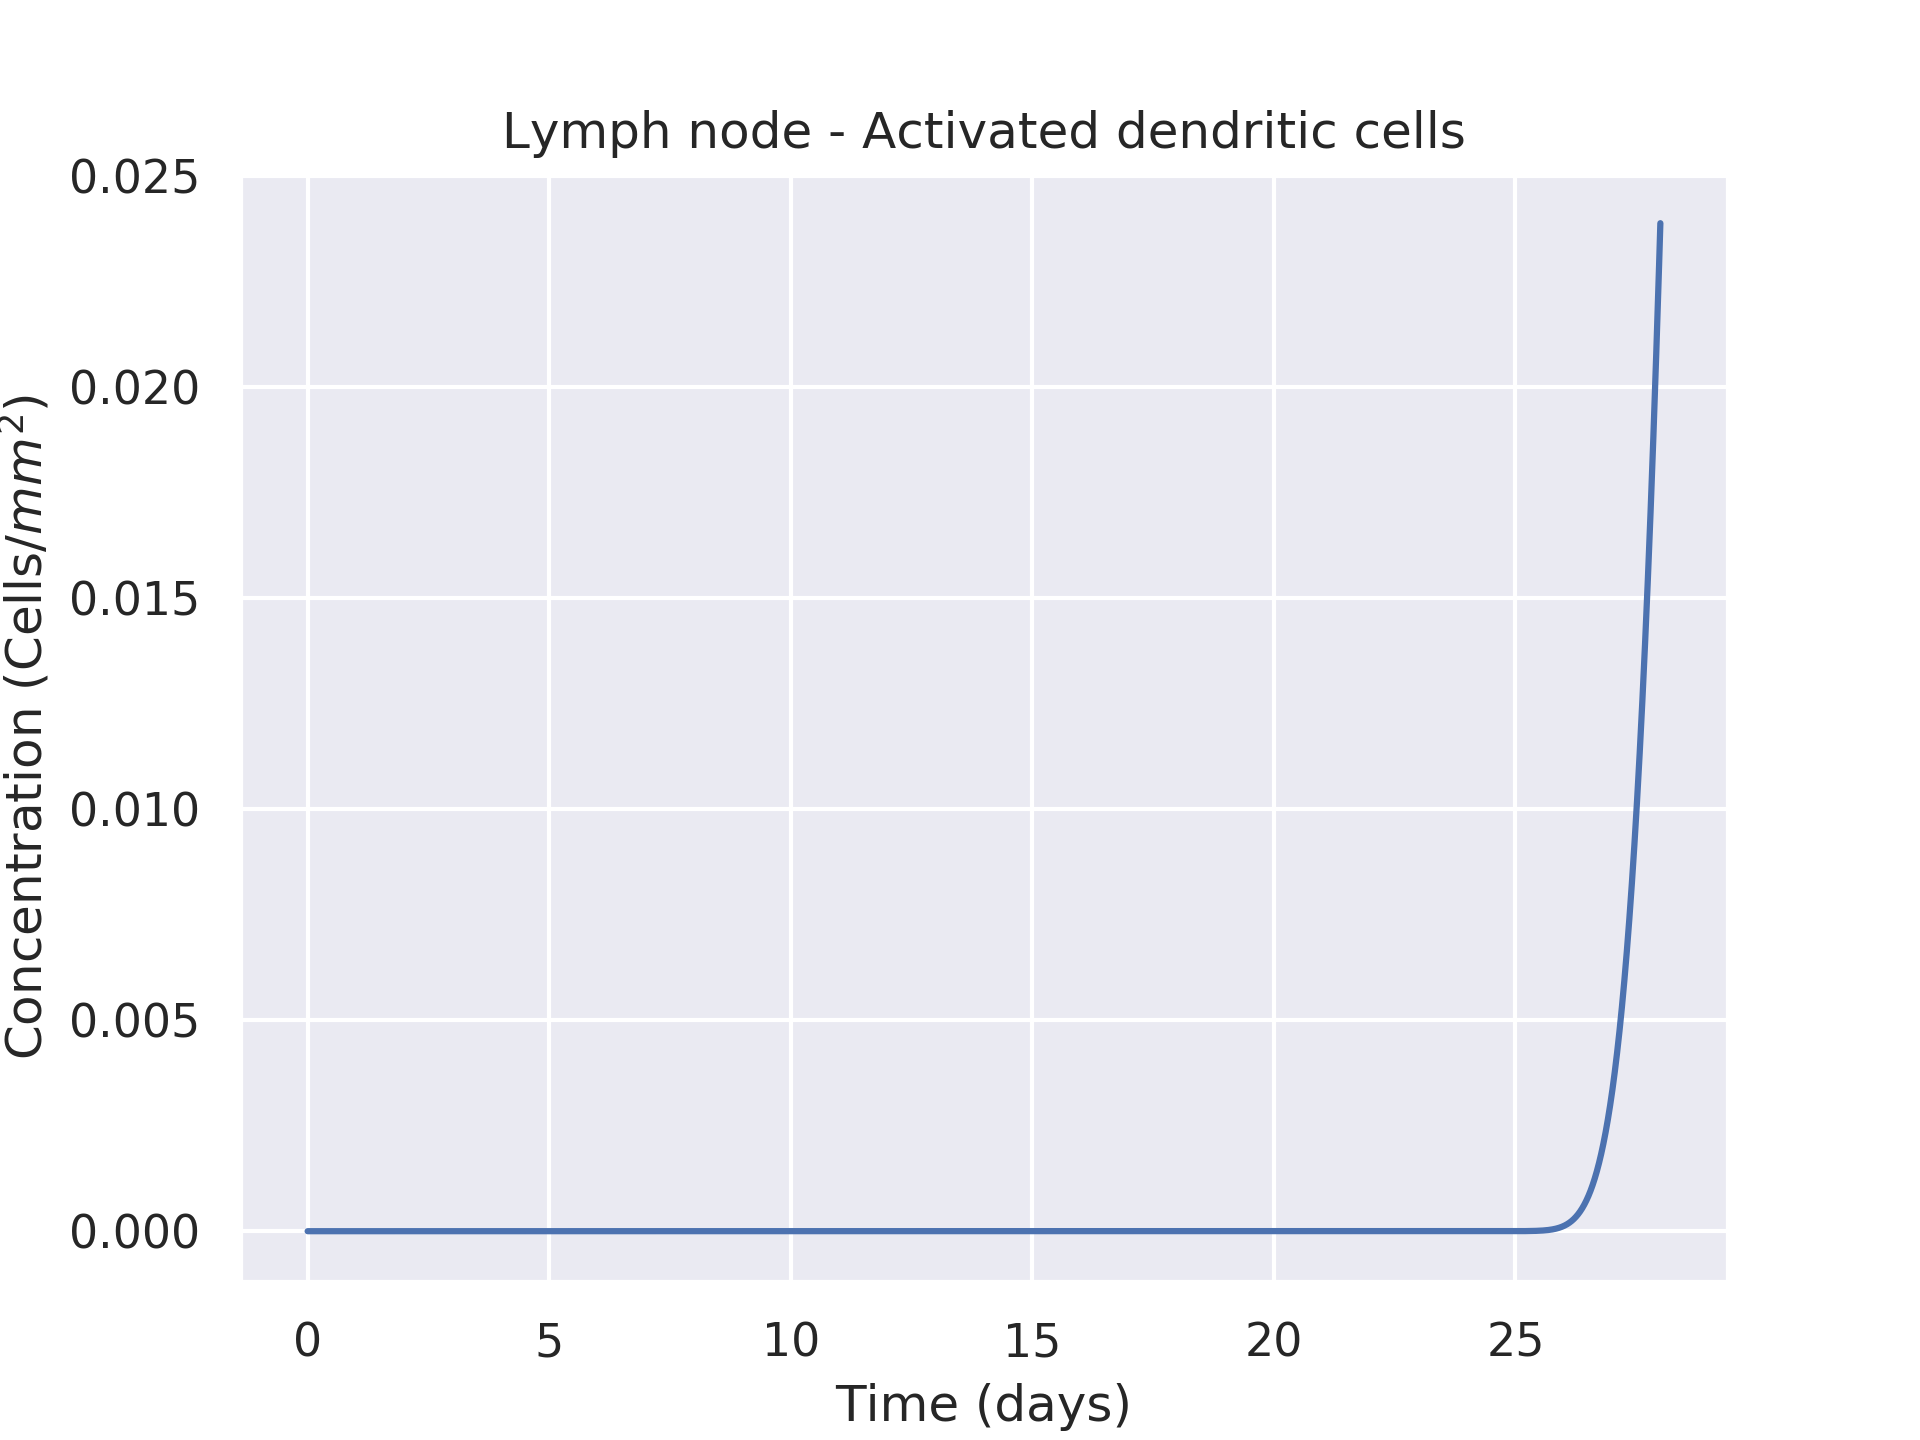 Lymph node - Activated dendritic cells
0.025
0.020
0.015
0.010
0.005
0.000
Concentration (Cells/mm²)
0 5 10 15 20 25
Time (days)